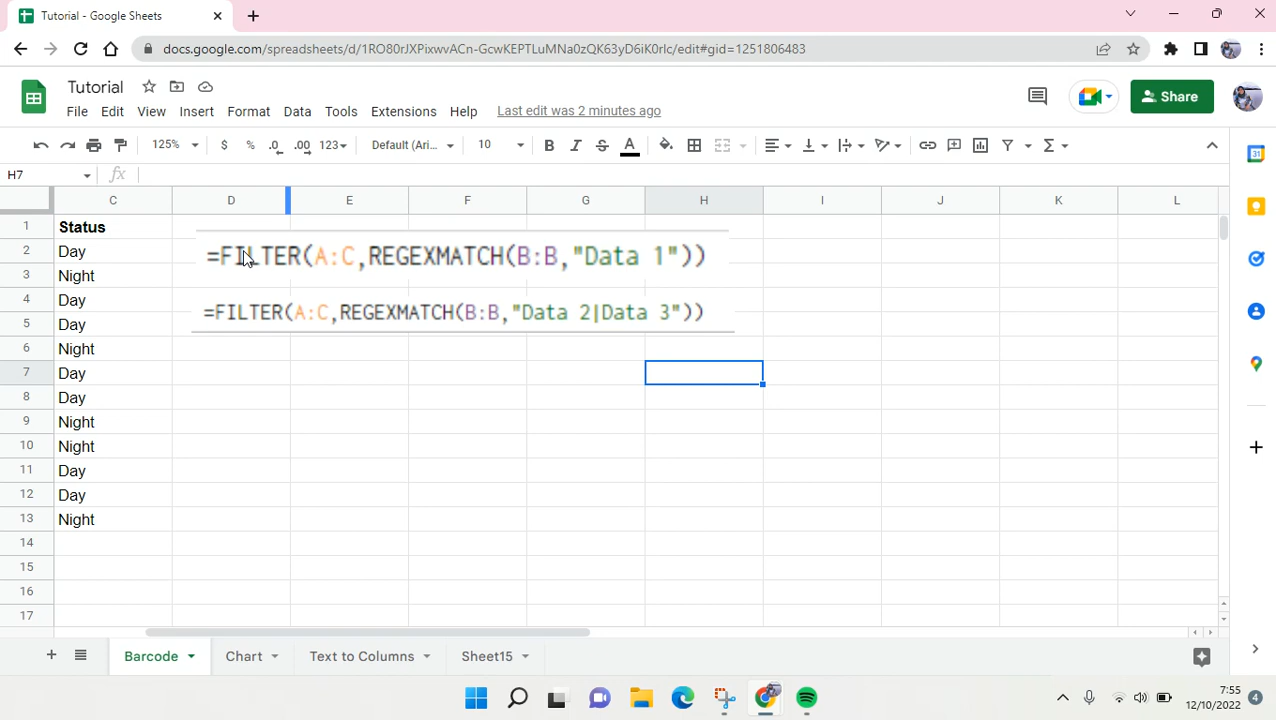 Tutorial - Google Sheets
docs.google.com/spreadsheets/d/1RO80rJXPixwvACn-GcwKEPTLuMNa0zQK63yD6iK0rlc/edit#gid=1251806483
Tutorial
File Edit View Insert Format Data Tools Extensions Help Last edit was 2 minutes ago
Share
125% $ % .0 .00 123 Default (Ari... 10 B I S A
H7 fx
C D E F G H I J K L
1 Status
2 Day =FILTER(A:C,REGEXMATCH(B:B,"Data 1"))
3 Night
4 Day =FILTER(A:C,REGEXMATCH(B:B,"Data 2|Data 3"))
5 Day
6 Night
7 Day
8 Day
9 Night
10 Night
11 Day
12 Day
13 Night
14
15
16
17
31
Barcode Chart Text to Columns Sheet15
7:55
12/10/2022
4